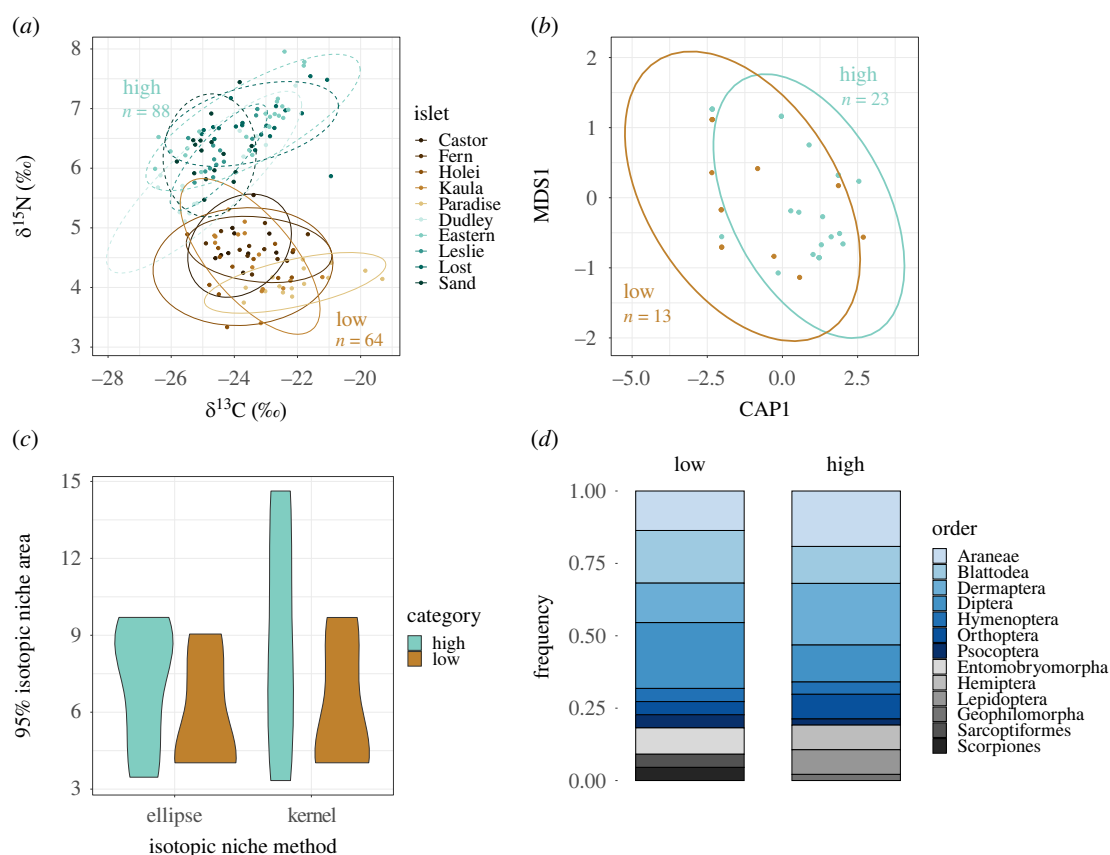 (a)
8
7
6
5
4
3
δ15N (‰)
high
n = 88
low
n = 64
−28
−26
−24
−22
−20
δ13C (‰)
islet
Castor
Fern
Holei
Kaula
Paradise
Dudley
Eastern
Leslie
Lost
Sand
(b)
2
1
0
−1
−2
MDS1
high
n = 23
low
n = 13
−5.0
−2.5
0.0
2.5
CAP1
(c)
15
12
9
6
3
95% isotopic niche area
ellipse
kernel
isotopic niche method
category
high
low
(d)
low
high
1.00
0.75
0.50
0.25
0.00
frequency
order
Araneae
Blattodea
Dermaptera
Diptera
Hymenoptera
Orthoptera
Psocoptera
Entomobryomorpha
Hemiptera
Lepidoptera
Geophilomorpha
Sarcoptiformes
Scorpiones